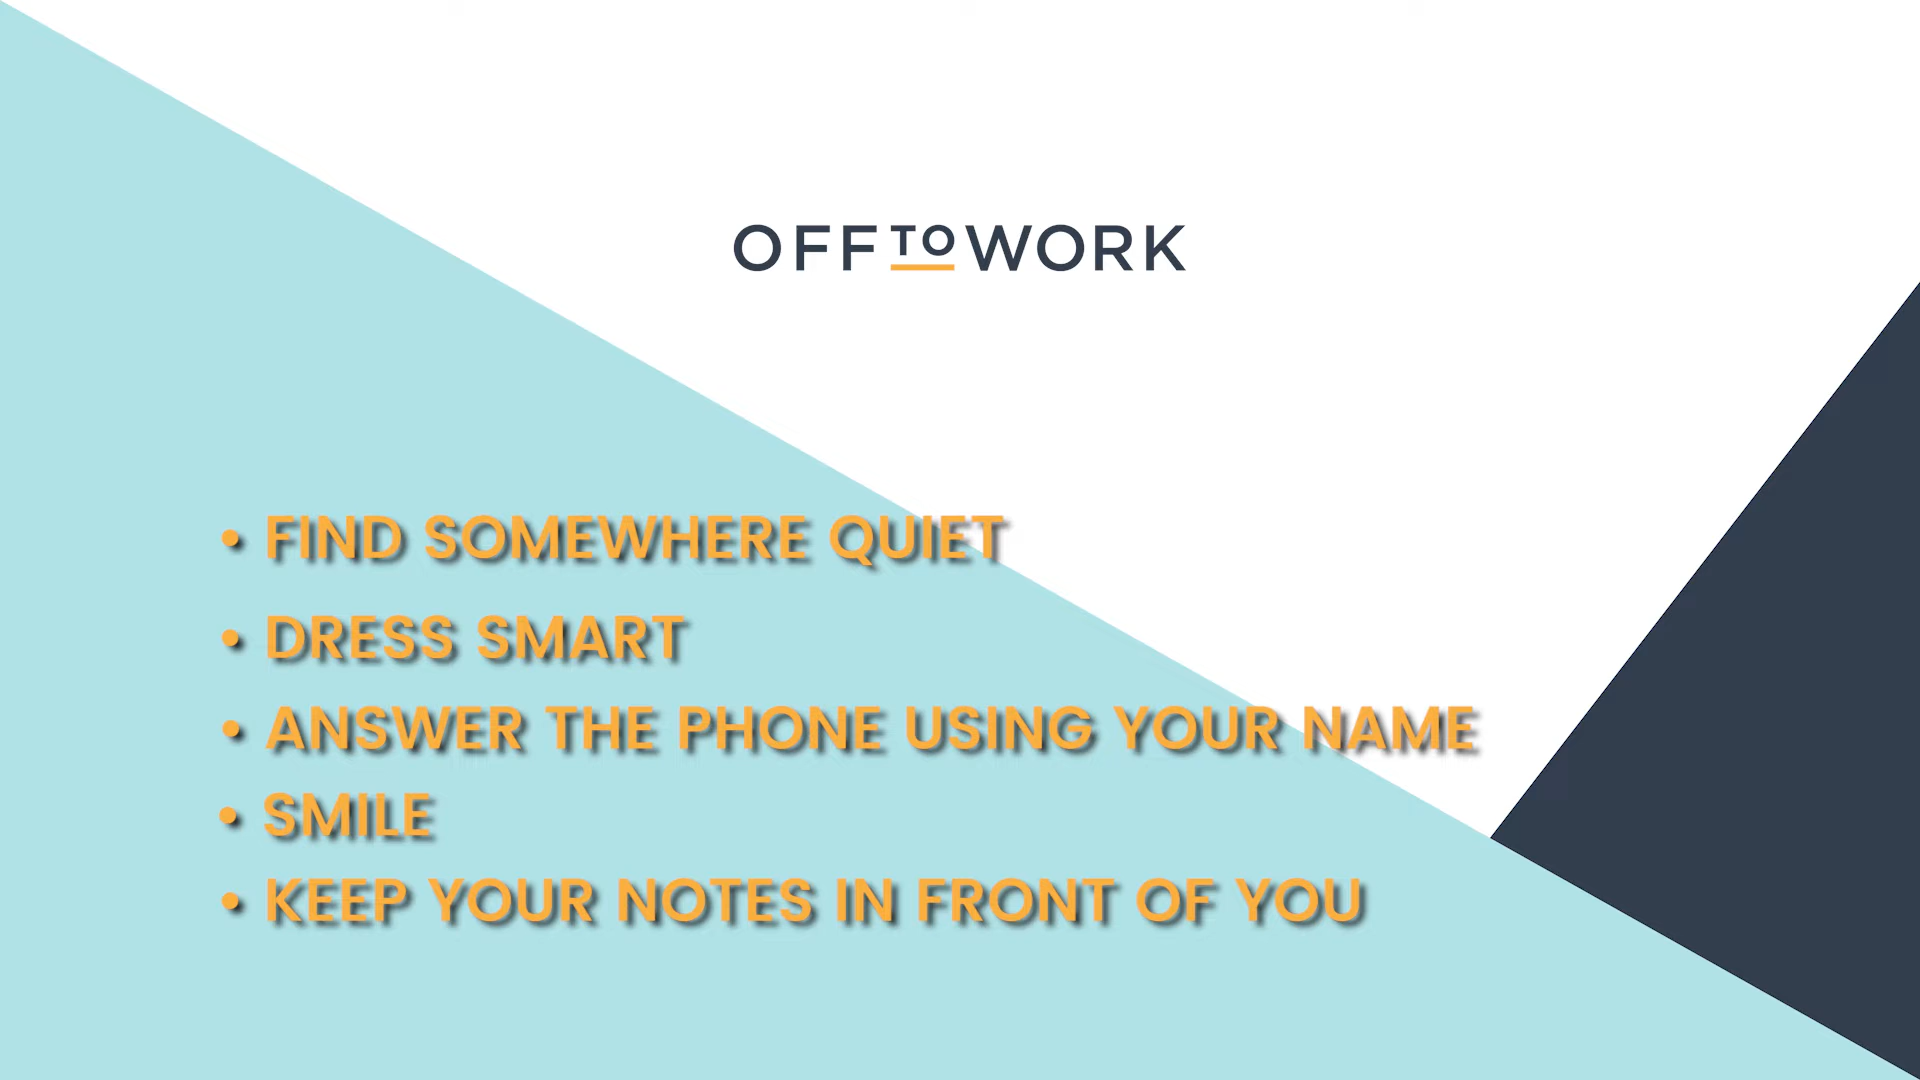 OFF TO WORK
• FIND SOMEWHERE QUIET
• DRESS SMART
• ANSWER THE PHONE USING YOUR NAME
• SMILE
• KEEP YOUR NOTES IN FRONT OF YOU